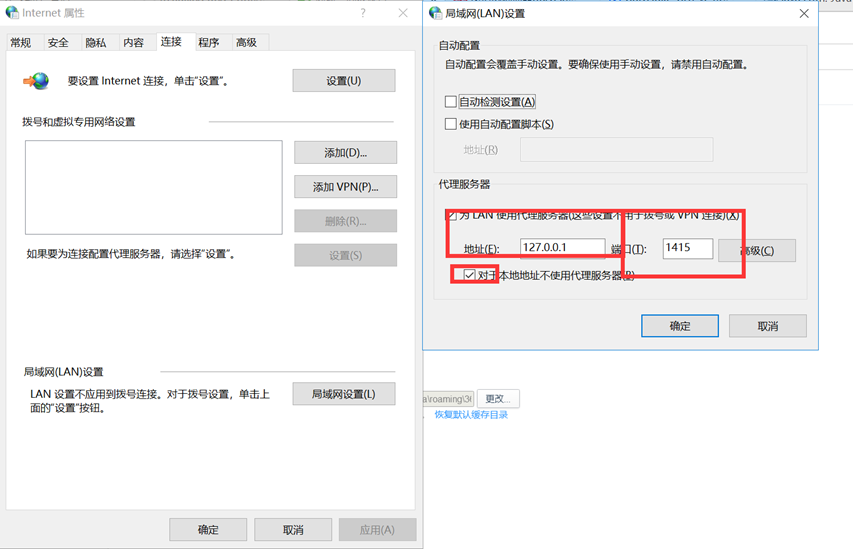 Internet 属性
?
常规 安全 隐私 内容 连接 程序 高级
要设置 Internet 连接，单击"设置"。
设置(U)
拨号和虚拟专用网络设置
添加(D)...
添加 VPN(P)...
删除(R)...
如果要为连接配置代理服务器，请选择"设置"。
设置(S)
局域网(LAN)设置
LAN 设置不应用到拨号连接。对于拨号设置，单击上
面的"设置"按钮。
局域网设置(L)
确定 取消 应用(A)
局域网(LAN)设置
自动配置
自动配置会覆盖手动设置。要确保使用手动设置，请禁用自动配置。
自动检测设置(A)
使用自动配置脚本(S)
地址(R)
代理服务器
为 LAN 使用代理服务器(这些设置不用于拨号或 VPN 连接)(X)
地址(E): 127.0.0.1 端口(T): 1415 高级(C)
对于本地地址不使用代理服务器(B)
确定 取消
a\roaming\36 更改...
恢复默认缓存目录